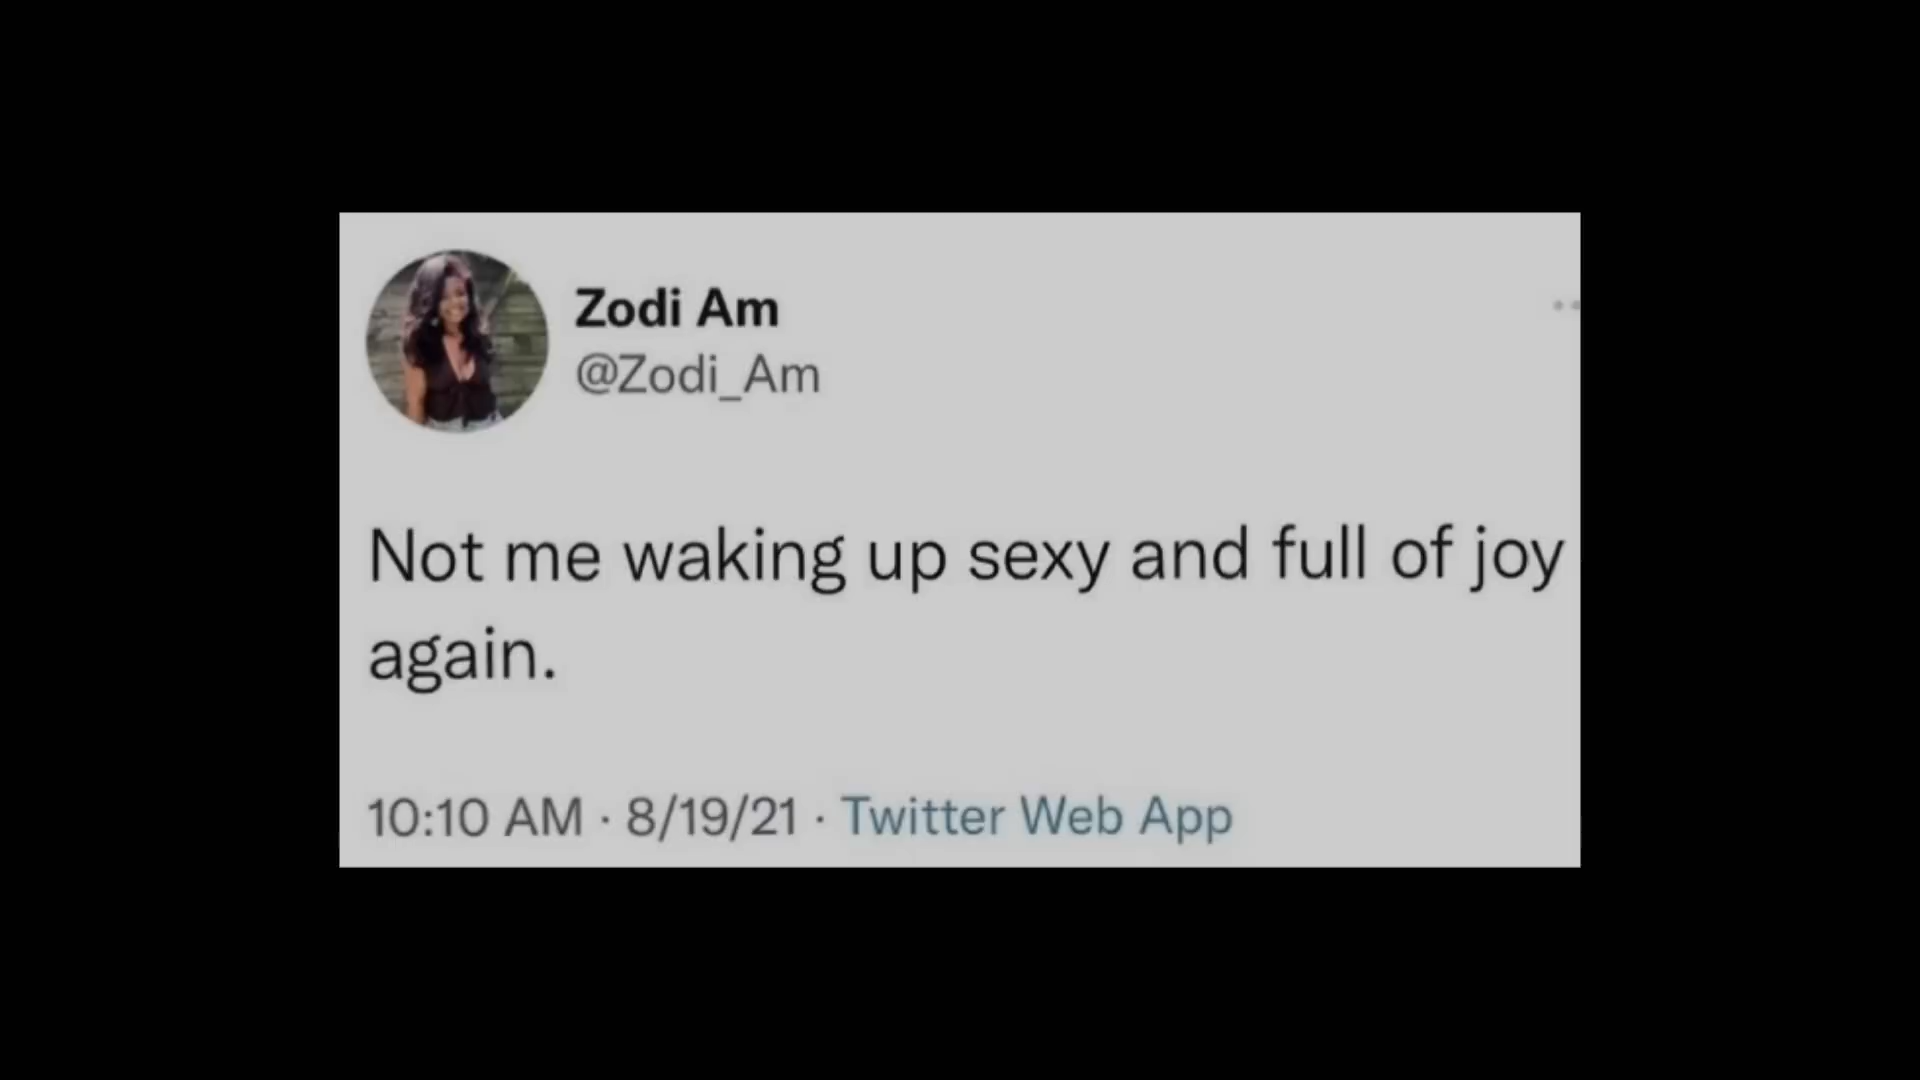 Zodi Am
@Zodi_Am
Not me waking up sexy and full of joy
again.
10:10 AM · 8/19/21 · Twitter Web App